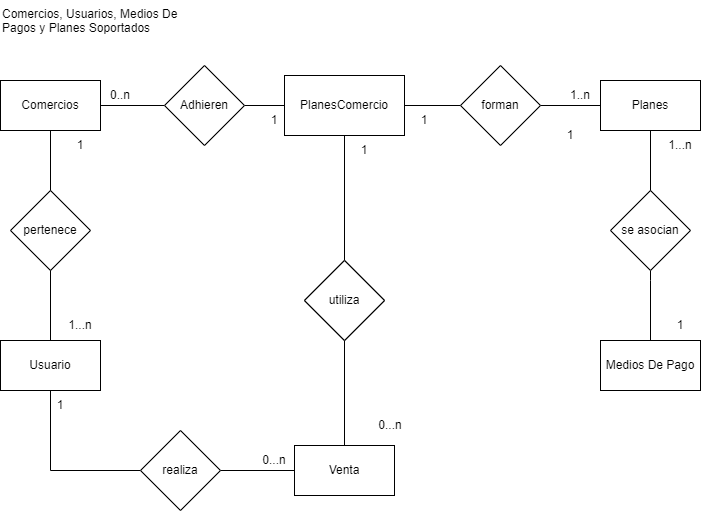 Comercios, Usuarios, Medios De
Pagos y Planes Soportados
Comercios
0..n
Adhieren
1
PlanesComercio
1
forman
1..n
Planes
1
1
1
1...n
pertenece
se asocian
utiliza
1...n
1
Usuario
Medios De Pago
1
0...n
realiza
0...n
Venta